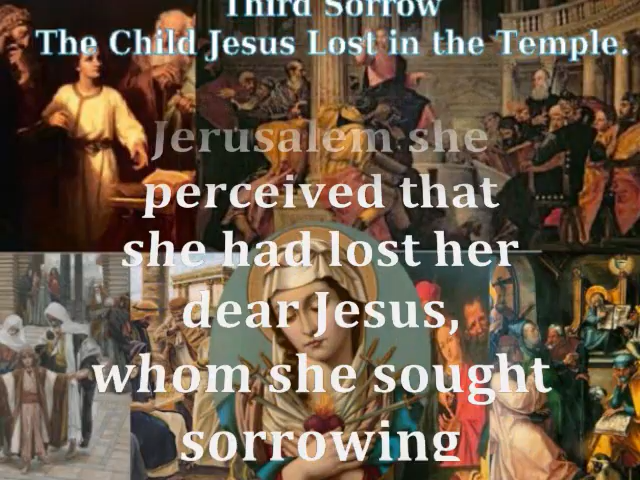 Third Sorrow
The Child Jesus Lost in the Temple.
Jerusalem she
perceived that
she had lost her
dear Jesus,
whom she sought
sorrowing